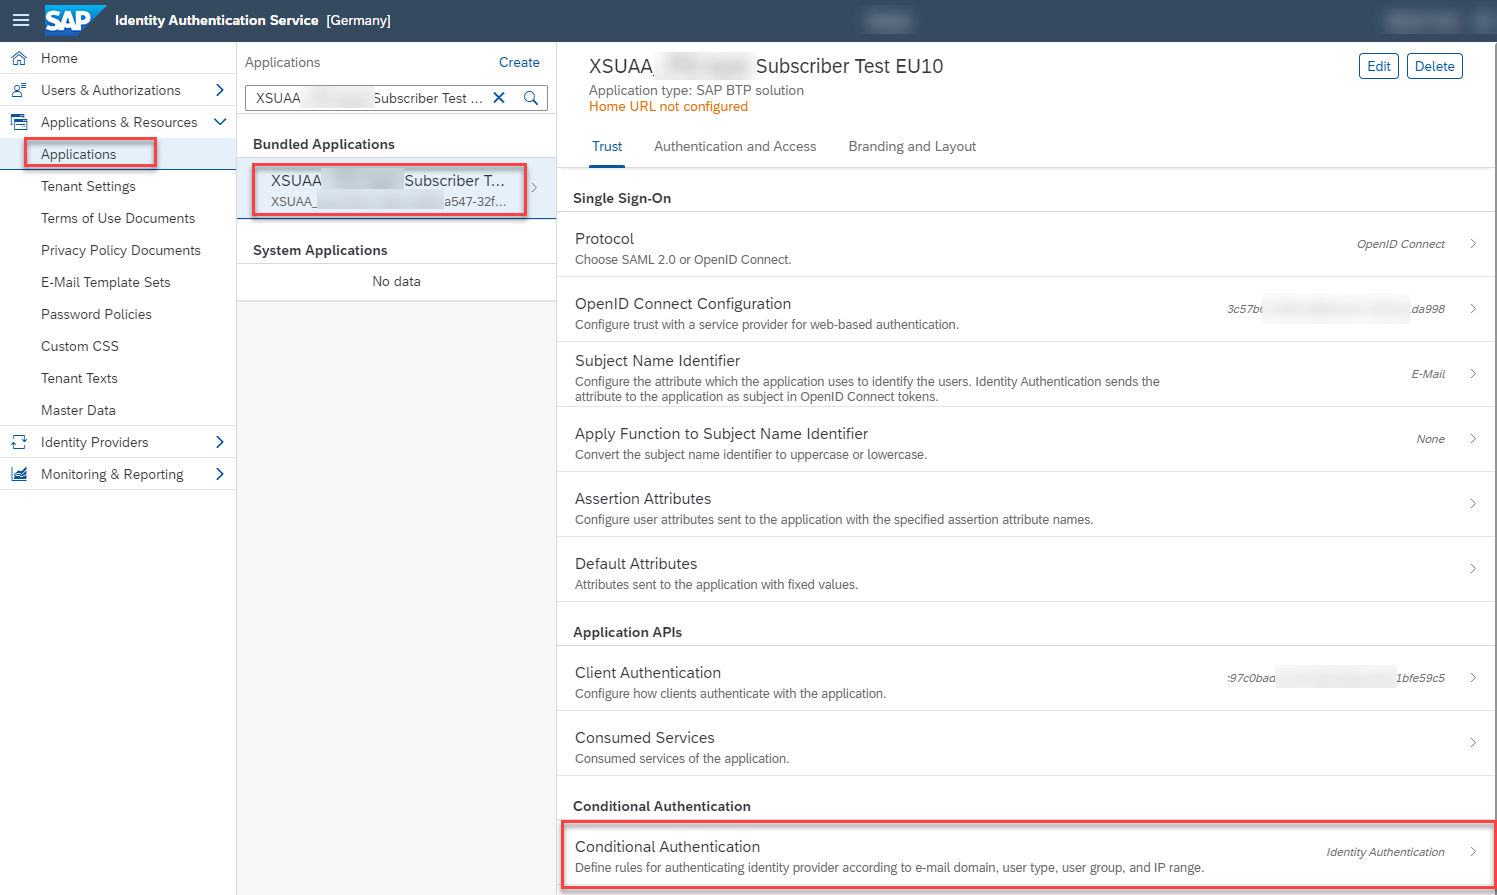 SAP Identity Authentication Service [Germany]
Home
Users & Authorizations
Applications & Resources
Applications
Tenant Settings
Terms of Use Documents
Privacy Policy Documents
E-Mail Template Sets
Password Policies
Custom CSS
Tenant Texts
Master Data
Identity Providers
Monitoring & Reporting
Applications Create
XSUAA Subscriber Test ...
Bundled Applications
XSUAA Subscriber T...
XSUAA_ a547-32f...
System Applications
No data
XSUAA_ Subscriber Test EU10
Edit Delete
Application type: SAP BTP solution
Home URL not configured
Trust Authentication and Access Branding and Layout
Single Sign-On
Protocol
OpenID Connect
Choose SAML 2.0 or OpenID Connect.
OpenID Connect Configuration
3c57b da998
Configure trust with a service provider for web-based authentication.
Subject Name Identifier
E-Mail
Configure the attribute which the application uses to identify the users. Identity Authentication sends the
attribute to the application as subject in OpenID Connect tokens.
Apply Function to Subject Name Identifier
None
Convert the subject name identifier to uppercase or lowercase.
Assertion Attributes
Configure user attributes sent to the application with the specified assertion attribute names.
Default Attributes
Attributes sent to the application with fixed values.
Application APIs
Client Authentication
97c0bad 1bfe59c5
Configure how clients authenticate with the application.
Consumed Services
Consumed services of the application.
Conditional Authentication
Conditional Authentication
Identity Authentication
Define rules for authenticating identity provider according to e-mail domain, user type, user group, and IP range.